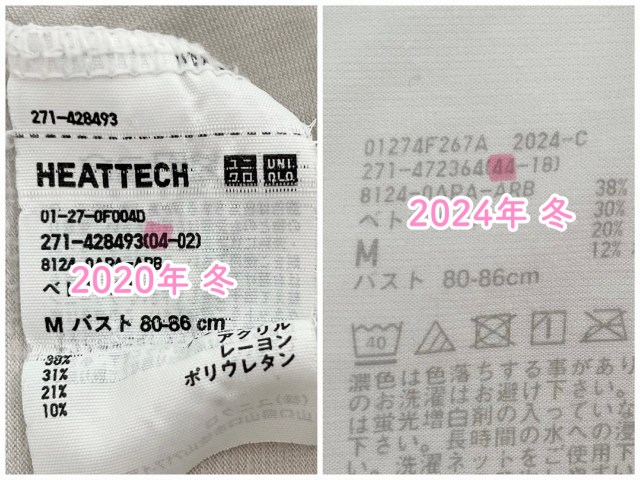 271-428493
HEATTECH ユニクロ UNIQLO
01-27-0F004D
271-428493(04-02)
8124-0APA-ARB
2020年 冬
M バスト 80-86 cm
アクリル
レーヨン
ポリウレタン
38%
31%
21%
10%
01274F267A 2024-C
271-472364(44-18)
8124-0APA-ARB
38%
2024年 冬
30%
20%
M
12%
バスト 80-86cm
40
濃色は色落ちする事があり
のお洗濯はお避け下さい。
は蛍光増白剤の入っていな
さい。長時間の水への浸
い。洗濯ネットをご使用下